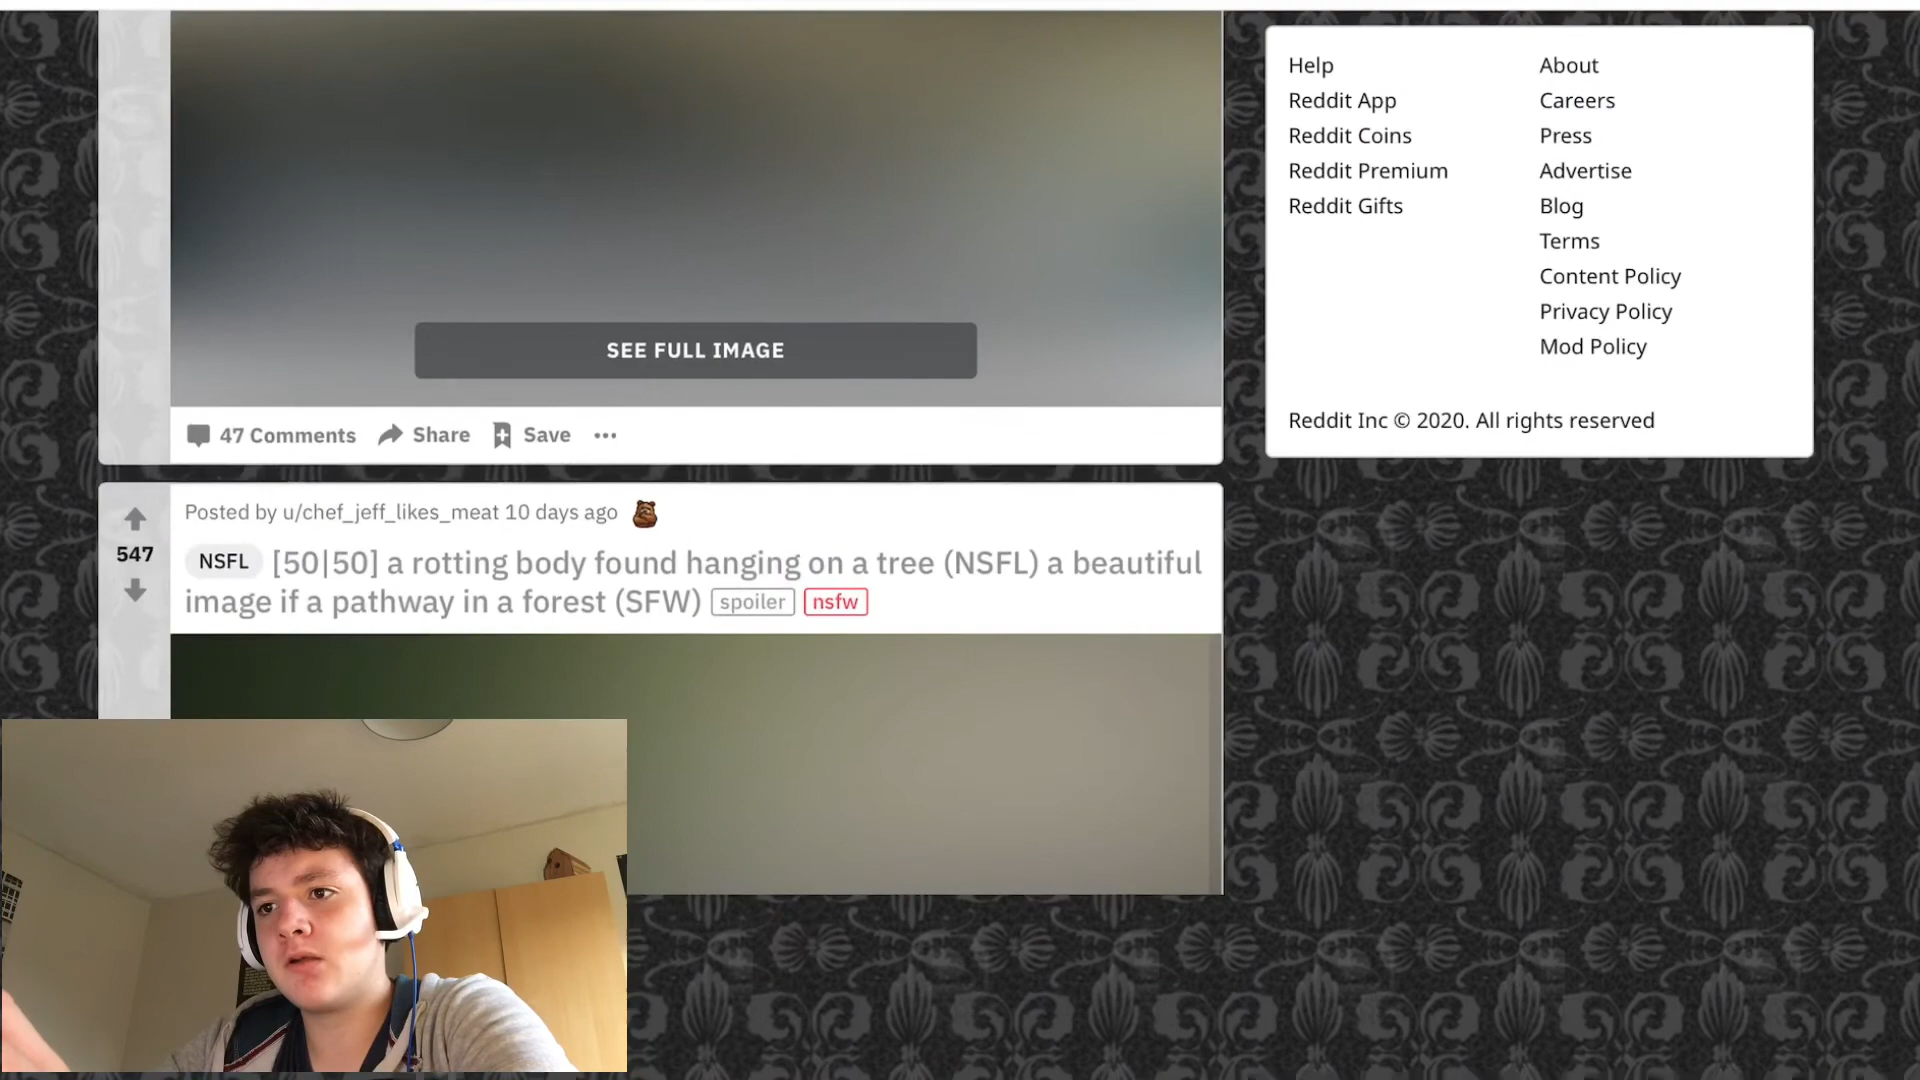 SEE FULL IMAGE
47 Comments Share Save
Posted by u/chef_jeff_likes_meat 10 days ago
547
NSFL [50|50] a rotting body found hanging on a tree (NSFL) a beautiful
image if a pathway in a forest (SFW) spoiler nsfw
Help
Reddit App
Reddit Coins
Reddit Premium
Reddit Gifts
About
Careers
Press
Advertise
Blog
Terms
Content Policy
Privacy Policy
Mod Policy
Reddit Inc © 2020. All rights reserved